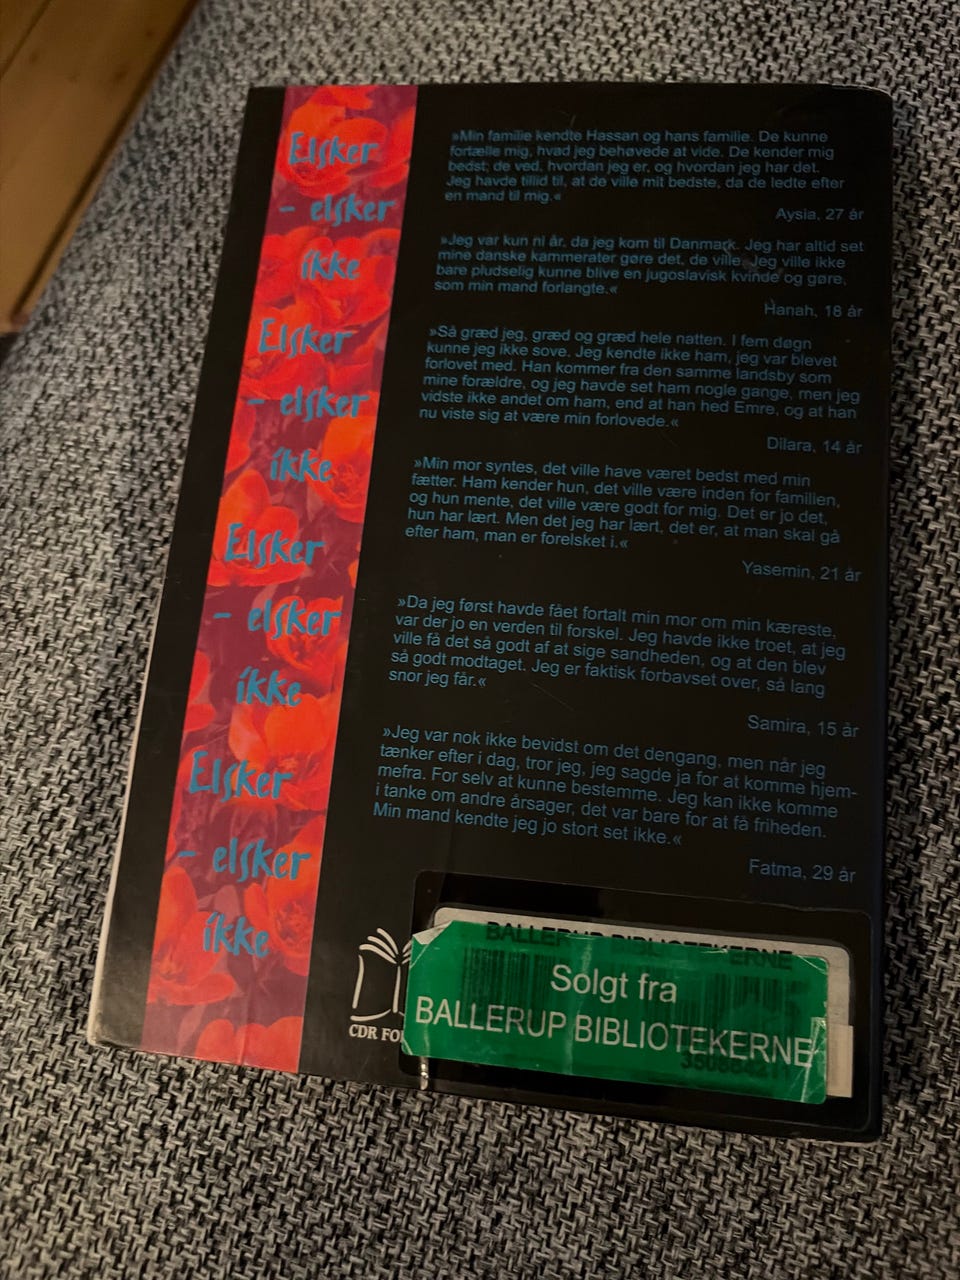 Elsker
- elsker
ikke
Elsker
- elsker
ikke
Elsker
- elsker
ikke
Elsker
- elsker
ikke
»Min familie kendte Hassan og hans familie. De kunne
fortælle mig, hvad jeg behøvede at vide. De kender mig
bedst; de ved, hvordan jeg er, og hvordan jeg har det.
Jeg havde tillid til, at de ville mit bedste, da de ledte efter
en mand til mig.«
Aysia, 27 år
»Jeg var kun ni år, da jeg kom til Danmark. Jeg har altid set
mine danske kammerater gøre det, de ville. Jeg ville ikke
bare pludselig kunne blive en jugoslavisk kvinde og gøre,
som min mand forlangte.«
Hanah, 18 år
»Så græd jeg, græd og græd hele natten. I fem døgn
kunne jeg ikke sove. Jeg kendte ikke ham, jeg var blevet
forlovet med. Han kommer fra den samme landsby som
mine forældre, og jeg havde set ham nogle gange, men jeg
vidste ikke andet om ham, end at han hed Emre, og at han
nu viste sig at være min forlovede.«
Dilara, 14 år
»Min mor syntes, det ville have været bedst med min
fætter. Ham kender hun, det ville være inden for familien,
og hun mente, det ville være godt for mig. Det er jo det,
hun har lært. Men det jeg har lært, det er, at man skal gå
efter ham, man er forelsket i.«
Yasemin, 21 år
»Da jeg først havde fået fortalt min mor om min kæreste,
var der jo en verden til forskel. Jeg havde ikke troet, at jeg
ville få det så godt af at sige sandheden, og at den blev
så godt modtaget. Jeg er faktisk forbavset over, så lang
snor jeg får.«
Samira, 15 år
»Jeg var nok ikke bevidst om det dengang, men når jeg
tænker efter i dag, tror jeg, jeg sagde ja for at komme hjem-
mefra. For selv at kunne bestemme. Jeg kan ikke komme
i tanke om andre årsager, det var bare for at få friheden.
Min mand kendte jeg jo stort set ikke.«
Fatma, 29 år
CDR
BALLERUP BIBLIOTEKERNE
Solgt fra
BALLERUP BIBLIOTEKERNE